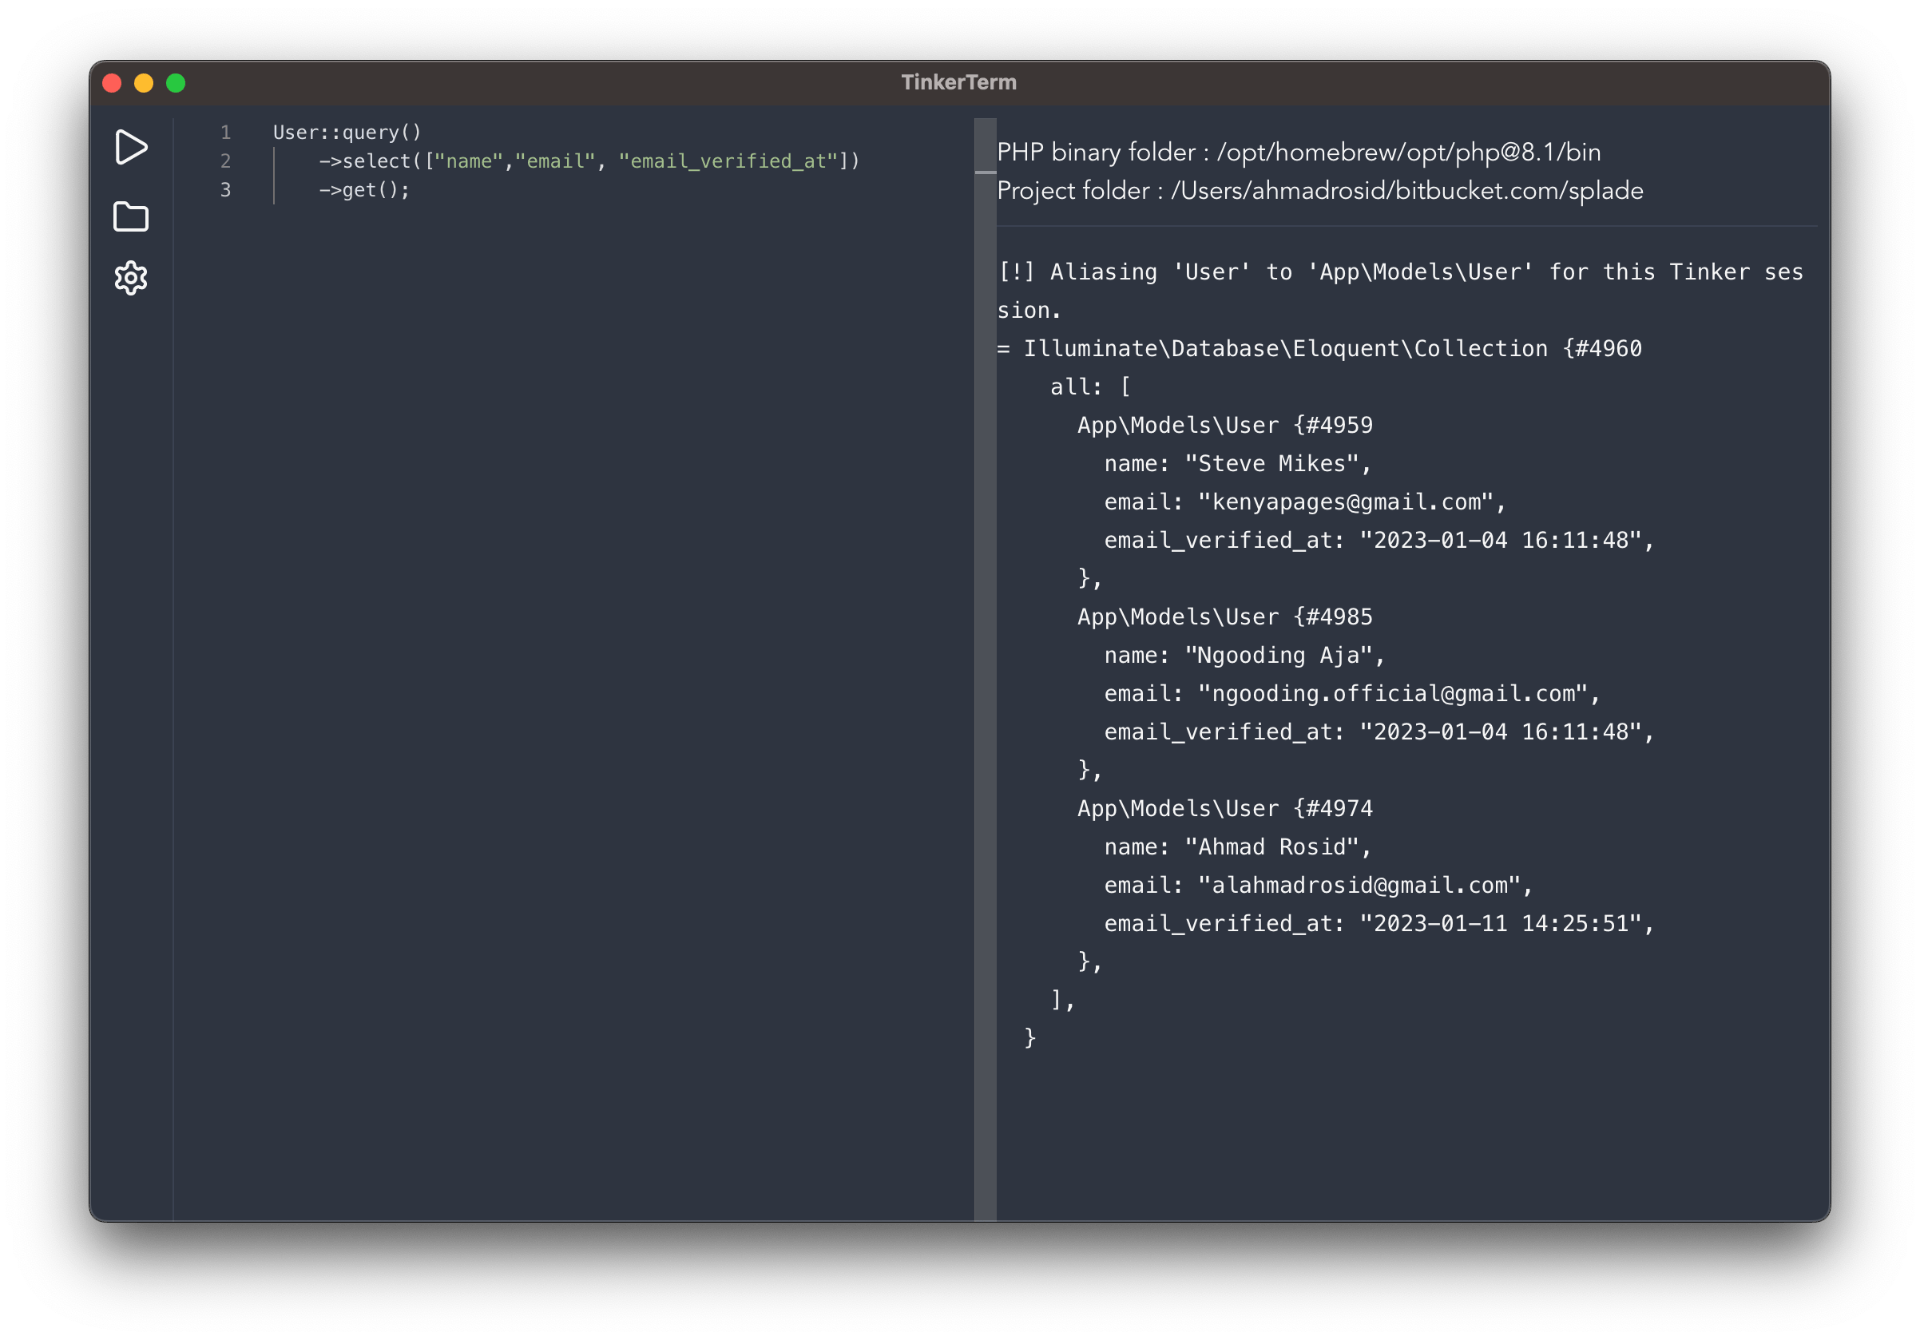 TinkerTerm
1 User::query()
2 ->select(["name","email", "email_verified_at"])
3 ->get();
PHP binary folder : /opt/homebrew/opt/php@8.1/bin
Project folder : /Users/ahmadrosid/bitbucket.com/splade
[!] Aliasing 'User' to 'App\Models\User' for this Tinker ses
sion.
= Illuminate\Database\Eloquent\Collection {#4960
all: [
App\Models\User {#4959
name: "Steve Mikes",
email: "kenyapages@gmail.com",
email_verified_at: "2023-01-04 16:11:48",
},
App\Models\User {#4985
name: "Ngooding Aja",
email: "ngooding.official@gmail.com",
email_verified_at: "2023-01-04 16:11:48",
},
App\Models\User {#4974
name: "Ahmad Rosid",
email: "alahmadrosid@gmail.com",
email_verified_at: "2023-01-11 14:25:51",
},
],
}